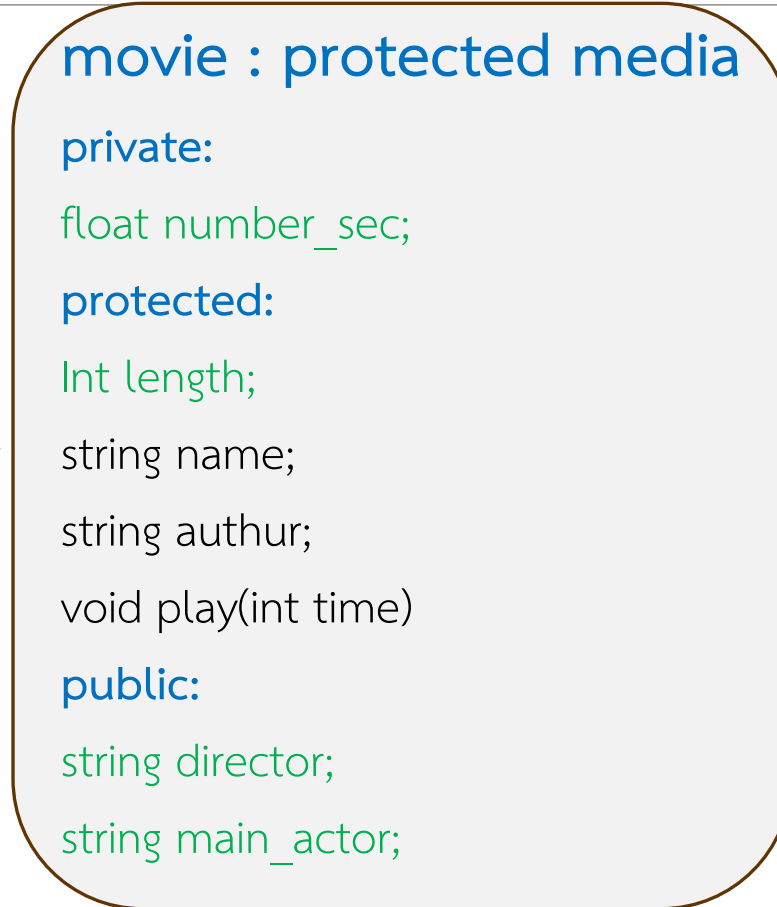 movie : protected media
private:
float number_sec;
protected:
Int length;
string name;
string authur;
void play(int time)
public:
string director;
string main_actor;